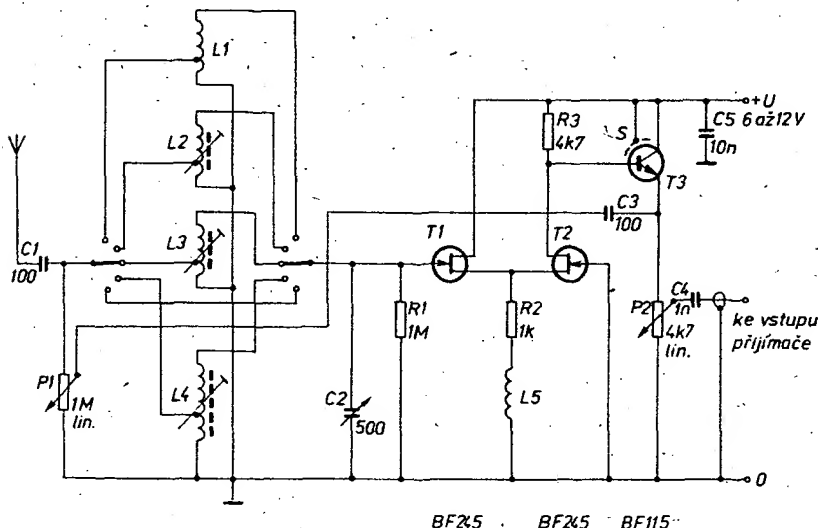 L1
L2
L3
L4
C1
100
P1
1M
lin.
C2
500
R1
1M
T1
T2
R2
1k
L5
R3
4k7
S
T3
C3
100
C5 6 až 12V
10n
+U
P2
4k7
lin.
C4
1n
ke vstupu
přijímače
0
BF245 BF245 BF115